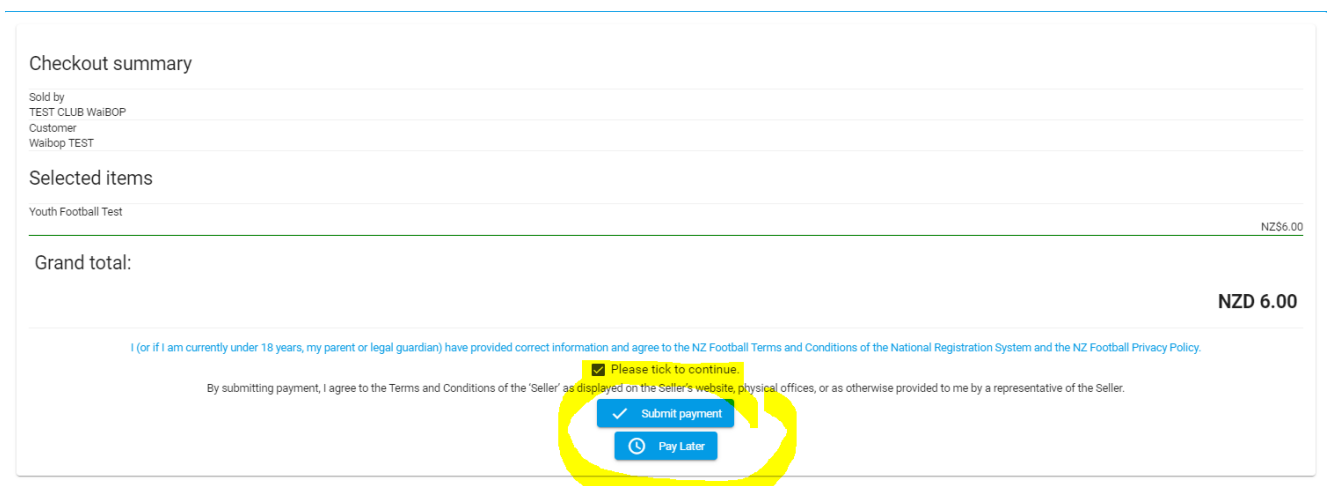 Checkout summary
Sold by
TEST CLUB WaiBOP
Customer
Waibop TEST
Selected items
Youth Football Test
NZ$6.00
Grand total:
NZD 6.00
I (or if I am currently under 18 years, my parent or legal guardian) have provided correct information and agree to the NZ Football Terms and Conditions of the National Registration System and the NZ Football Privacy Policy.
Please tick to continue.
By submitting payment, I agree to the Terms and Conditions of the 'Seller' as displayed on the Seller's website, physical offices, or as otherwise provided to me by a representative of the Seller.
Submit payment
Pay Later